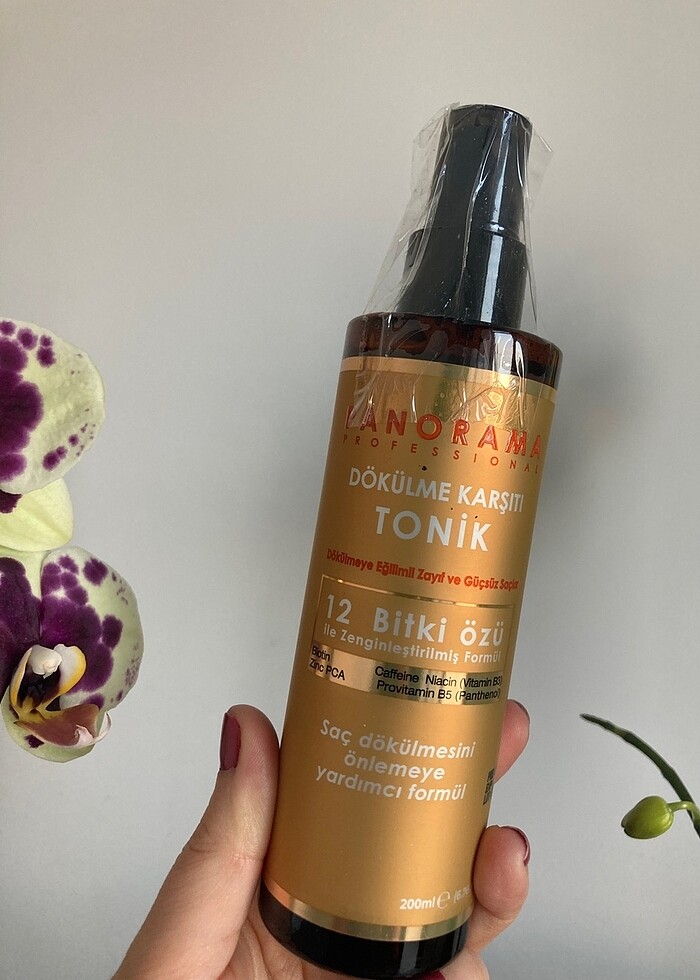 PANORAMA
PROFESSIONAL
DÖKÜLME KARŞITI
TONİK
Dökülmeye Eğilimli Zayıf ve Güçsüz Saçlar
12 Bitki özü
ile Zenginleştirilmiş Formül
Biotin Caffeine Niacin (Vitamin B3)
Zinc PCA Provitamin B5 (Panthenol)
Saç dökülmesini
önlemeye
yardımcı formül
200ml ℮